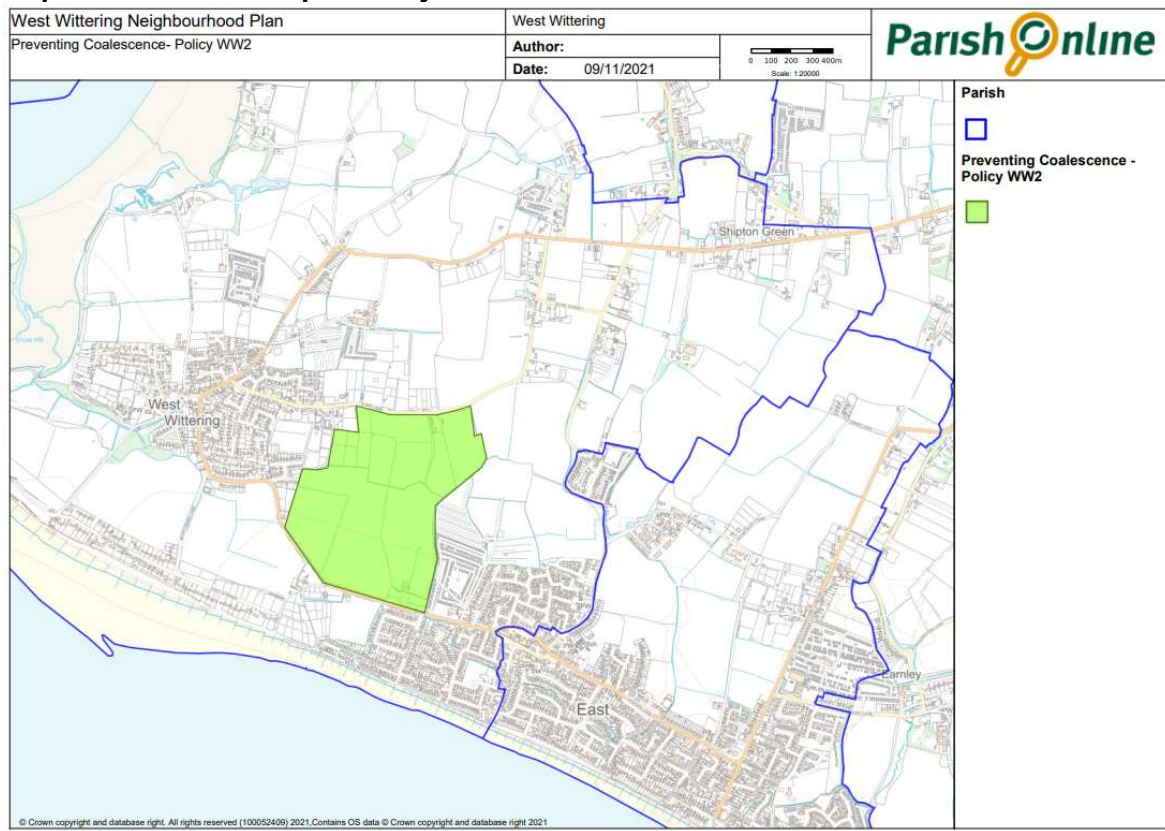 West Wittering Neighbourhood Plan
Preventing Coalescence- Policy WW2
West Wittering
Author:
Date: 09/11/2021
0 100 200 300 400m
Scale: 1:20000
Parish Online
Parish
Preventing Coalescence -
Policy WW2
Shipton Green
West
Wittering
Earnley
East
© Crown copyright and database right. All rights reserved (100052409) 2021,Contains OS data © Crown copyright and database right 2021